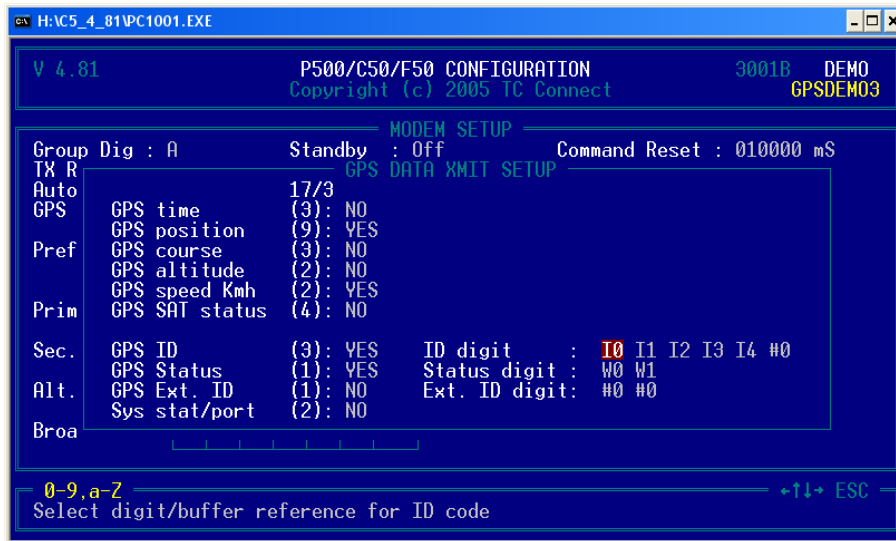 H:\C5_4_81\PC1001.EXE
V 4.81 P500/C50/F50 CONFIGURATION 3001B DEMO
Copyright (c) 2005 TC Connect GPSDEMO3
MODEM SETUP
Group Dig : A Standby : Off Command Reset : 010000 mS
TX R GPS DATA XMIT SETUP
Auto 17/3
GPS GPS time (3): NO
GPS position (9): YES
Pref GPS course (3): NO
GPS altitude (2): NO
GPS speed Kmh (2): YES
Prim GPS SAT status (4): NO
Sec. GPS ID (3): YES ID digit : I0 I1 I2 I3 I4 #0
GPS Status (1): YES Status digit : W0 W1
Alt. GPS Ext. ID (1): NO Ext. ID digit: #0 #0
Sys stat/port (2): NO
Broa
0-9,a-Z ←↑↓→ ESC
Select digit/buffer reference for ID code